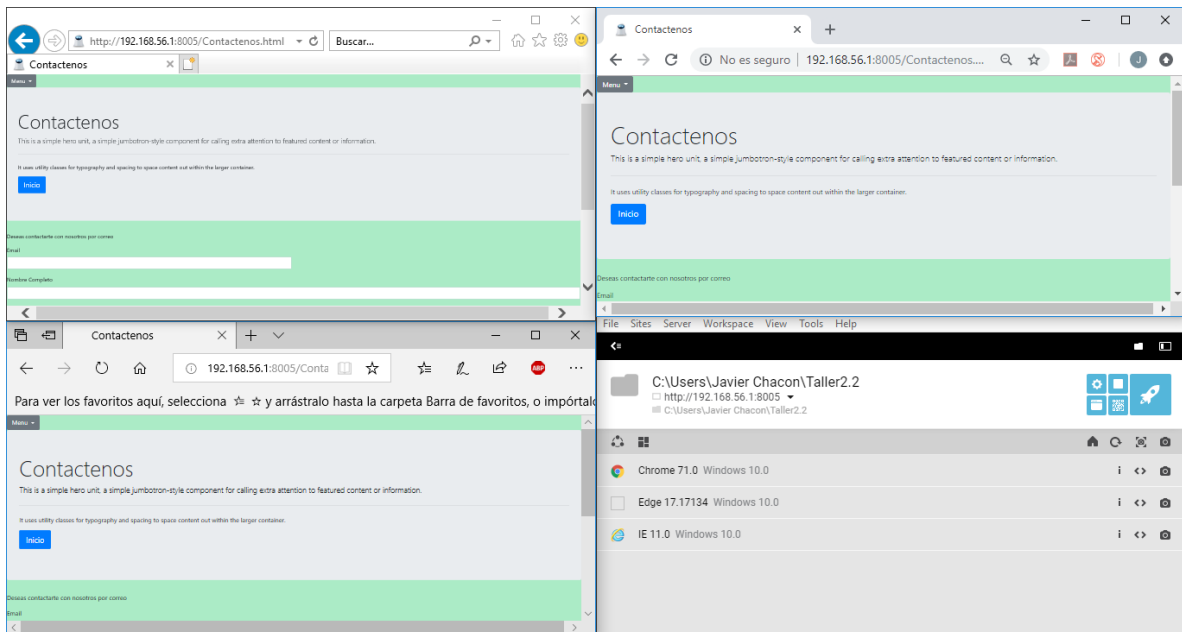 http://192.168.56.1:8005/Contactenos.html
Buscar...
Contactenos
Menu
Contactenos
This is a simple hero unit, a simple jumbotron-style component for calling extra attention to featured content or information.
It uses utility classes for typography and spacing to space content out within the larger container.
Inicio
Deseas contactarte con nosotros por correo
Email
Nombre Completo
Contactenos
No es seguro | 192.168.56.1:8005/Contactenos....
J
Menu
Contactenos
This is a simple hero unit, a simple jumbotron-style component for calling extra attention to featured content or information.
It uses utility classes for typography and spacing to space content out within the larger container.
Inicio
Deseas contactarte con nosotros por correo
Email
Contactenos
192.168.56.1:8005/Conta
ABP
Para ver los favoritos aquí, selecciona y arrástralo hasta la carpeta Barra de favoritos, o impórtalo
Menu
Contactenos
This is a simple hero unit, a simple jumbotron-style component for calling extra attention to featured content or information.
It uses utility classes for typography and spacing to space content out within the larger container.
Inicio
Deseas contactarte con nosotros por correo
Email
File Sites Server Workspace View Tools Help
C:\Users\Javier Chacon\Taller2.2
http://192.168.56.1:8005
C:\Users\Javier Chacon\Taller2.2
Chrome 71.0 Windows 10.0
Edge 17.17134 Windows 10.0
IE 11.0 Windows 10.0